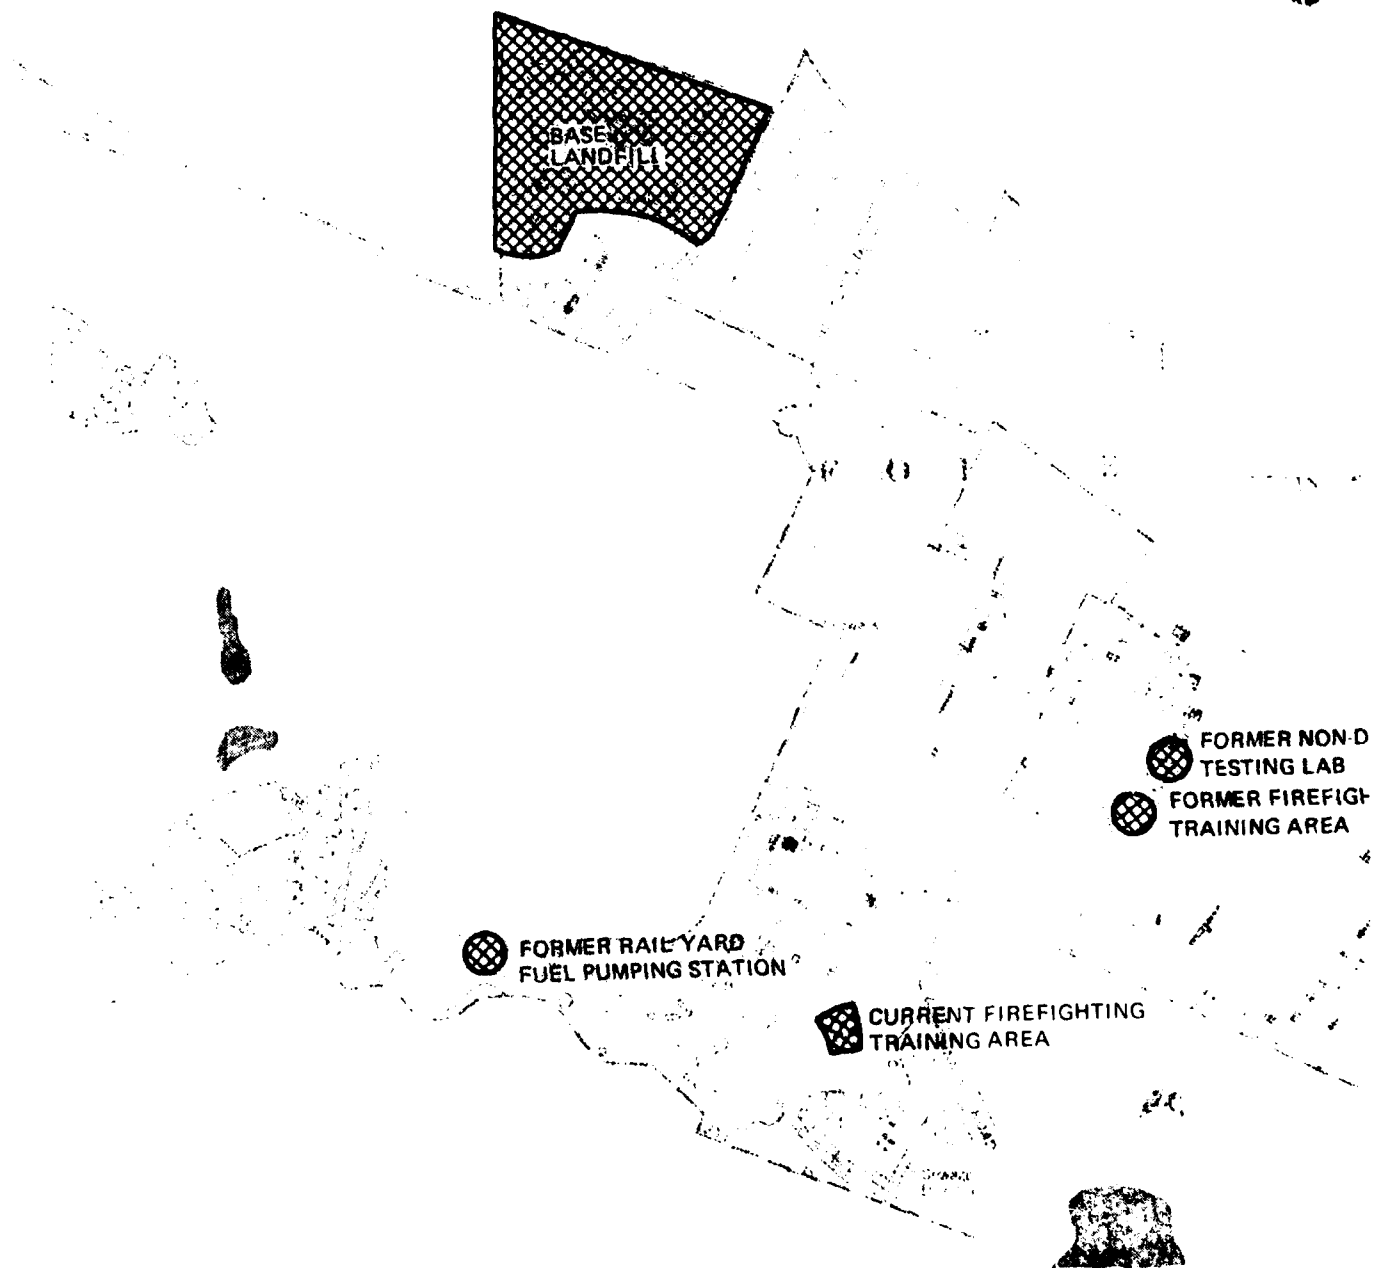 BASE
LANDFILL
FORMER NON-D
TESTING LAB
FORMER FIREFIGH
TRAINING AREA
FORMER RAIL YARD
FUEL PUMPING STATION
CURRENT FIREFIGHTING
TRAINING AREA